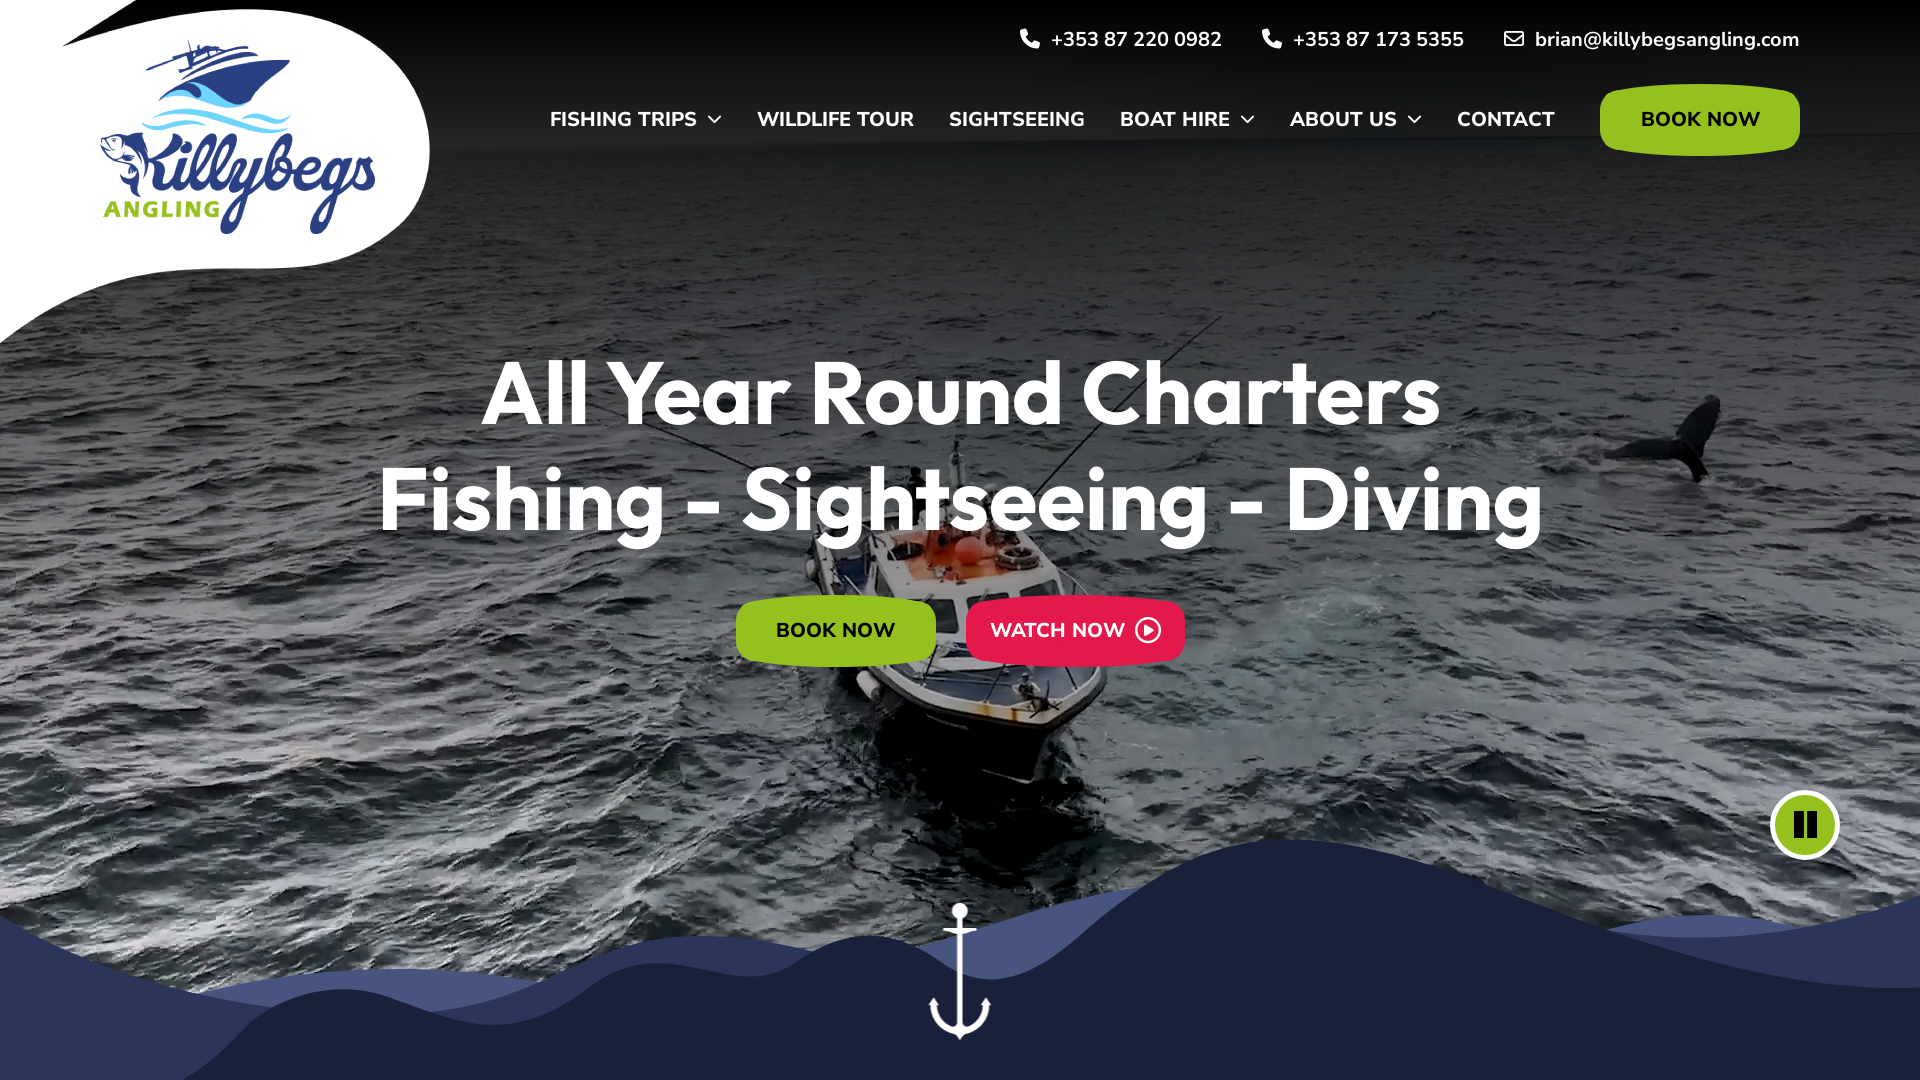 +353 87 220 0982
+353 87 173 5355
brian@killybegsangling.com
Killybegs
ANGLING
FISHING TRIPS
WILDLIFE TOUR
SIGHTSEEING
BOAT HIRE
ABOUT US
CONTACT
BOOK NOW
All Year Round Charters
Fishing - Sightseeing - Diving
BOOK NOW
WATCH NOW